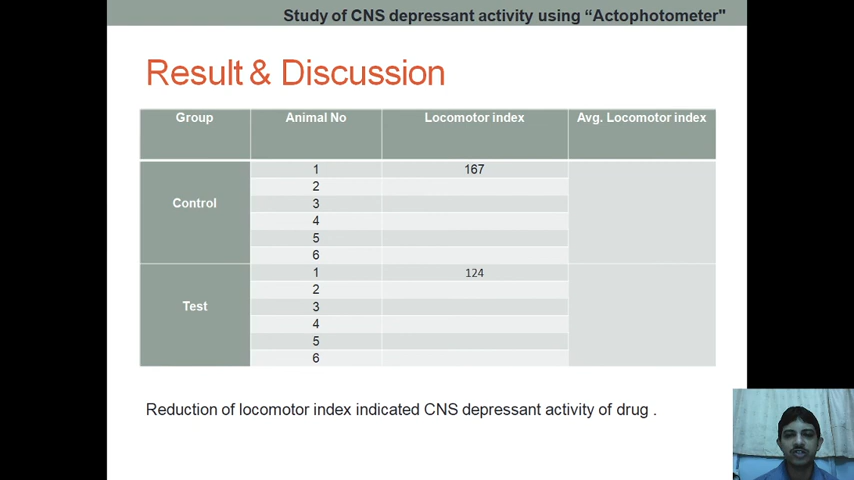 Study of CNS depressant activity using “Actophotometer"
Result & Discussion
Group Animal No Locomotor index Avg. Locomotor index
Control
1 167
2
3
4
5
6
Test
1 124
2
3
4
5
6
Reduction of locomotor index indicated CNS depressant activity of drug .